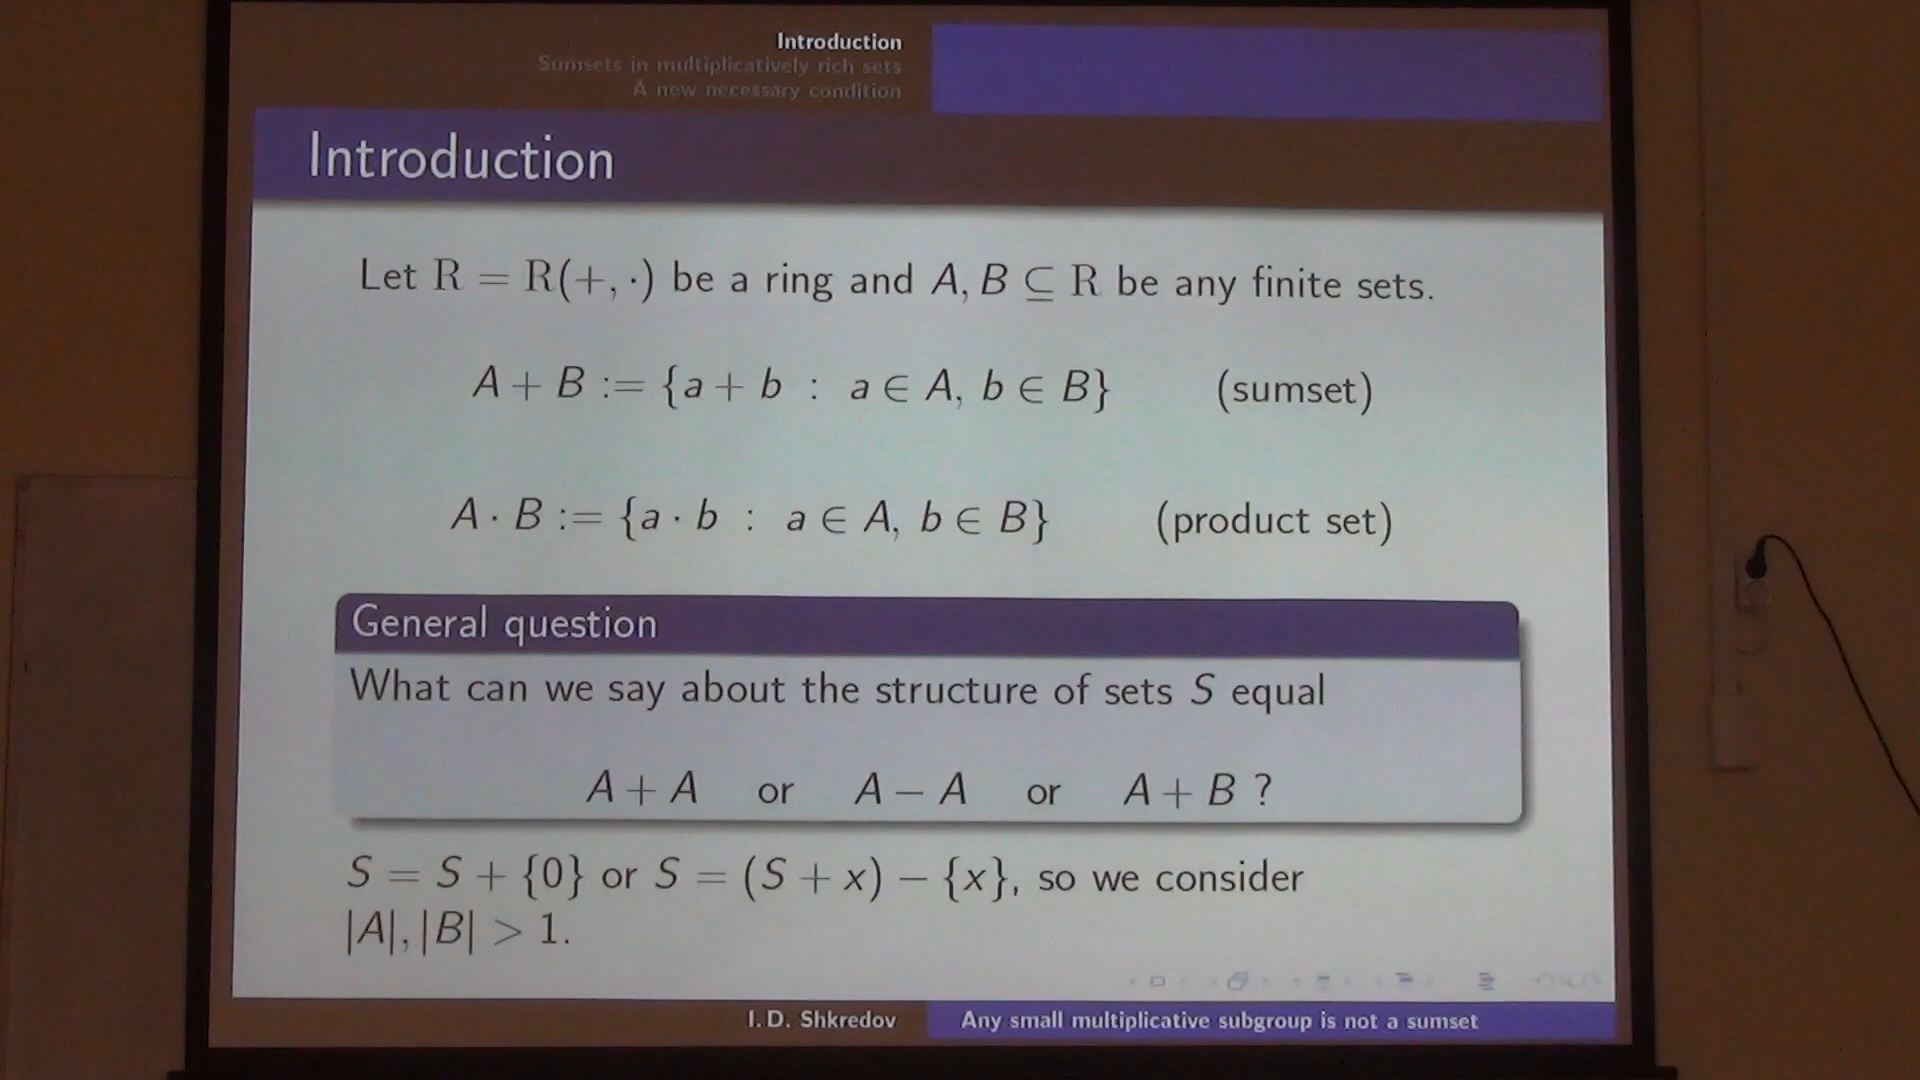 Introduction
Sumsets in multiplicatively rich sets
A new necessary condition
Introduction
Let R = R(+, ·) be a ring and A, B ⊆ R be any finite sets.
A + B := {a + b : a ∈ A, b ∈ B} (sumset)
A · B := {a · b : a ∈ A, b ∈ B} (product set)
General question
What can we say about the structure of sets S equal
A + A or A − A or A + B ?
S = S + {0} or S = (S + x) − {x}, so we consider
|A|, |B| > 1.
I. D. Shkredov Any small multiplicative subgroup is not a sumset